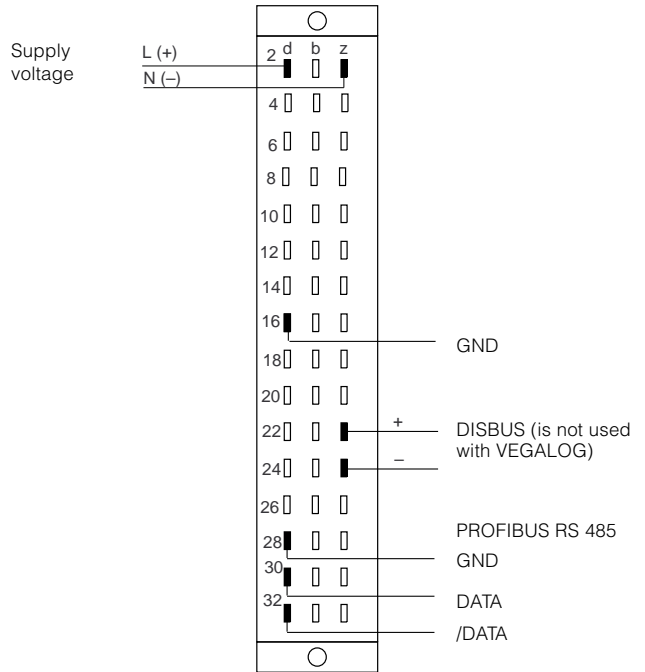 Supply
voltage
L (+)
N (–)
2 d b z
4
6
8
10
12
14
16
GND
18
20
22
+
DISBUS (is not used
with VEGALOG)
24
–
26
PROFIBUS RS 485
28
GND
30
DATA
32
/DATA